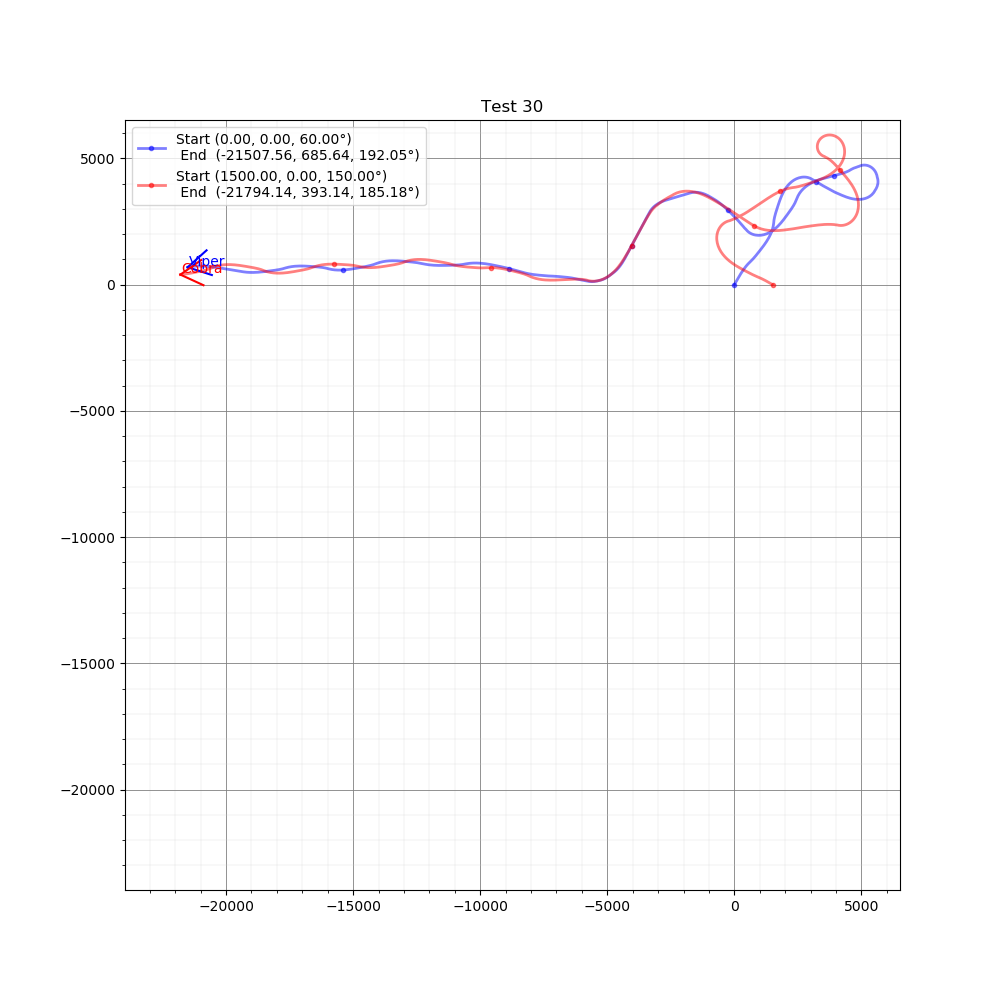 Test 30
Start (0.00, 0.00, 60.00°)
End (-21507.56, 685.64, 192.05°)
Start (1500.00, 0.00, 150.00°)
End (-21794.14, 393.14, 185.18°)
5000
Viper
Cobra
0
−5000
−10000
−15000
−20000
−20000 −15000 −10000 −5000 0 5000